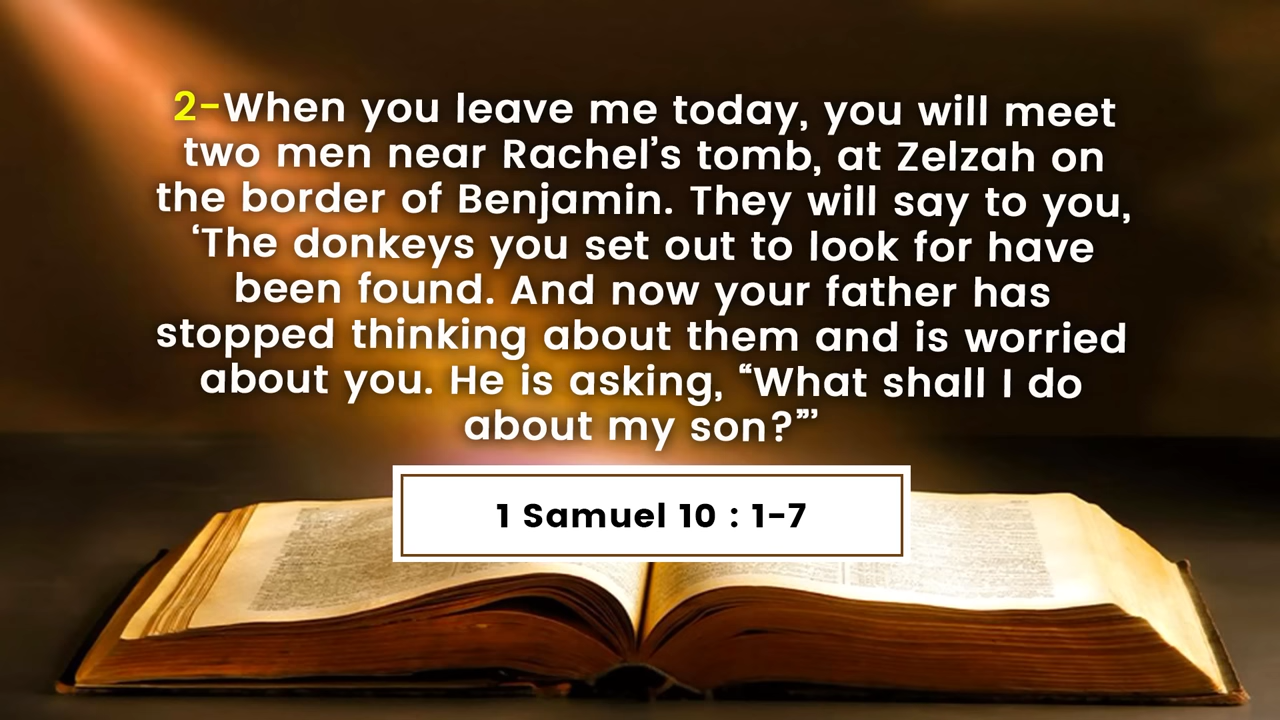 2-When you leave me today, you will meet
two men near Rachel’s tomb, at Zelzah on
the border of Benjamin. They will say to you,
‘The donkeys you set out to look for have
been found. And now your father has
stopped thinking about them and is worried
about you. He is asking, “What shall I do
about my son?”’
1 Samuel 10 : 1-7